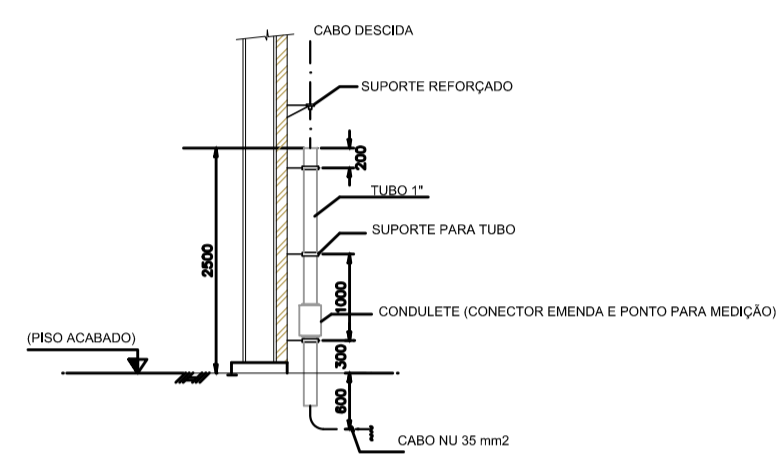 CABO DESCIDA
SUPORTE REFORÇADO
200
TUBO 1"
SUPORTE PARA TUBO
2500
1000
CONDULETE (CONECTOR EMENDA E PONTO PARA MEDIÇÃO)
(PISO ACABADO)
300
600
CABO NU 35 mm2